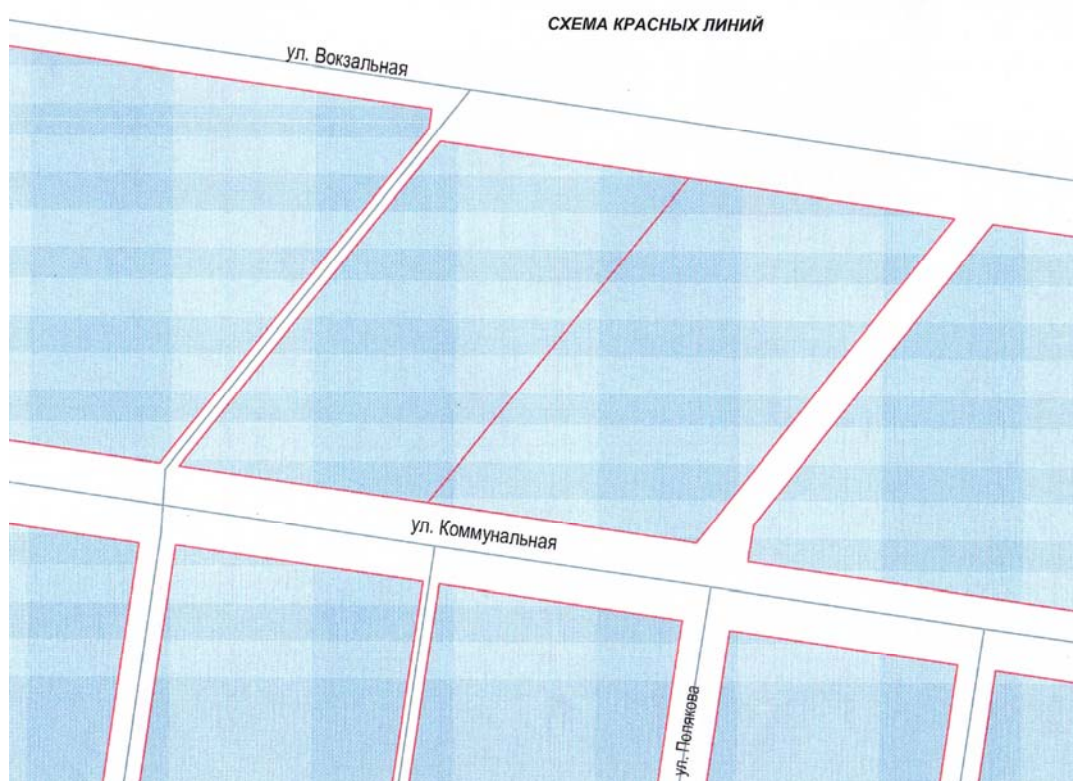 СХЕМА КРАСНЫХ ЛИНИЙ
ул. Вокзальная
ул. Коммунальная
ул. Полякова